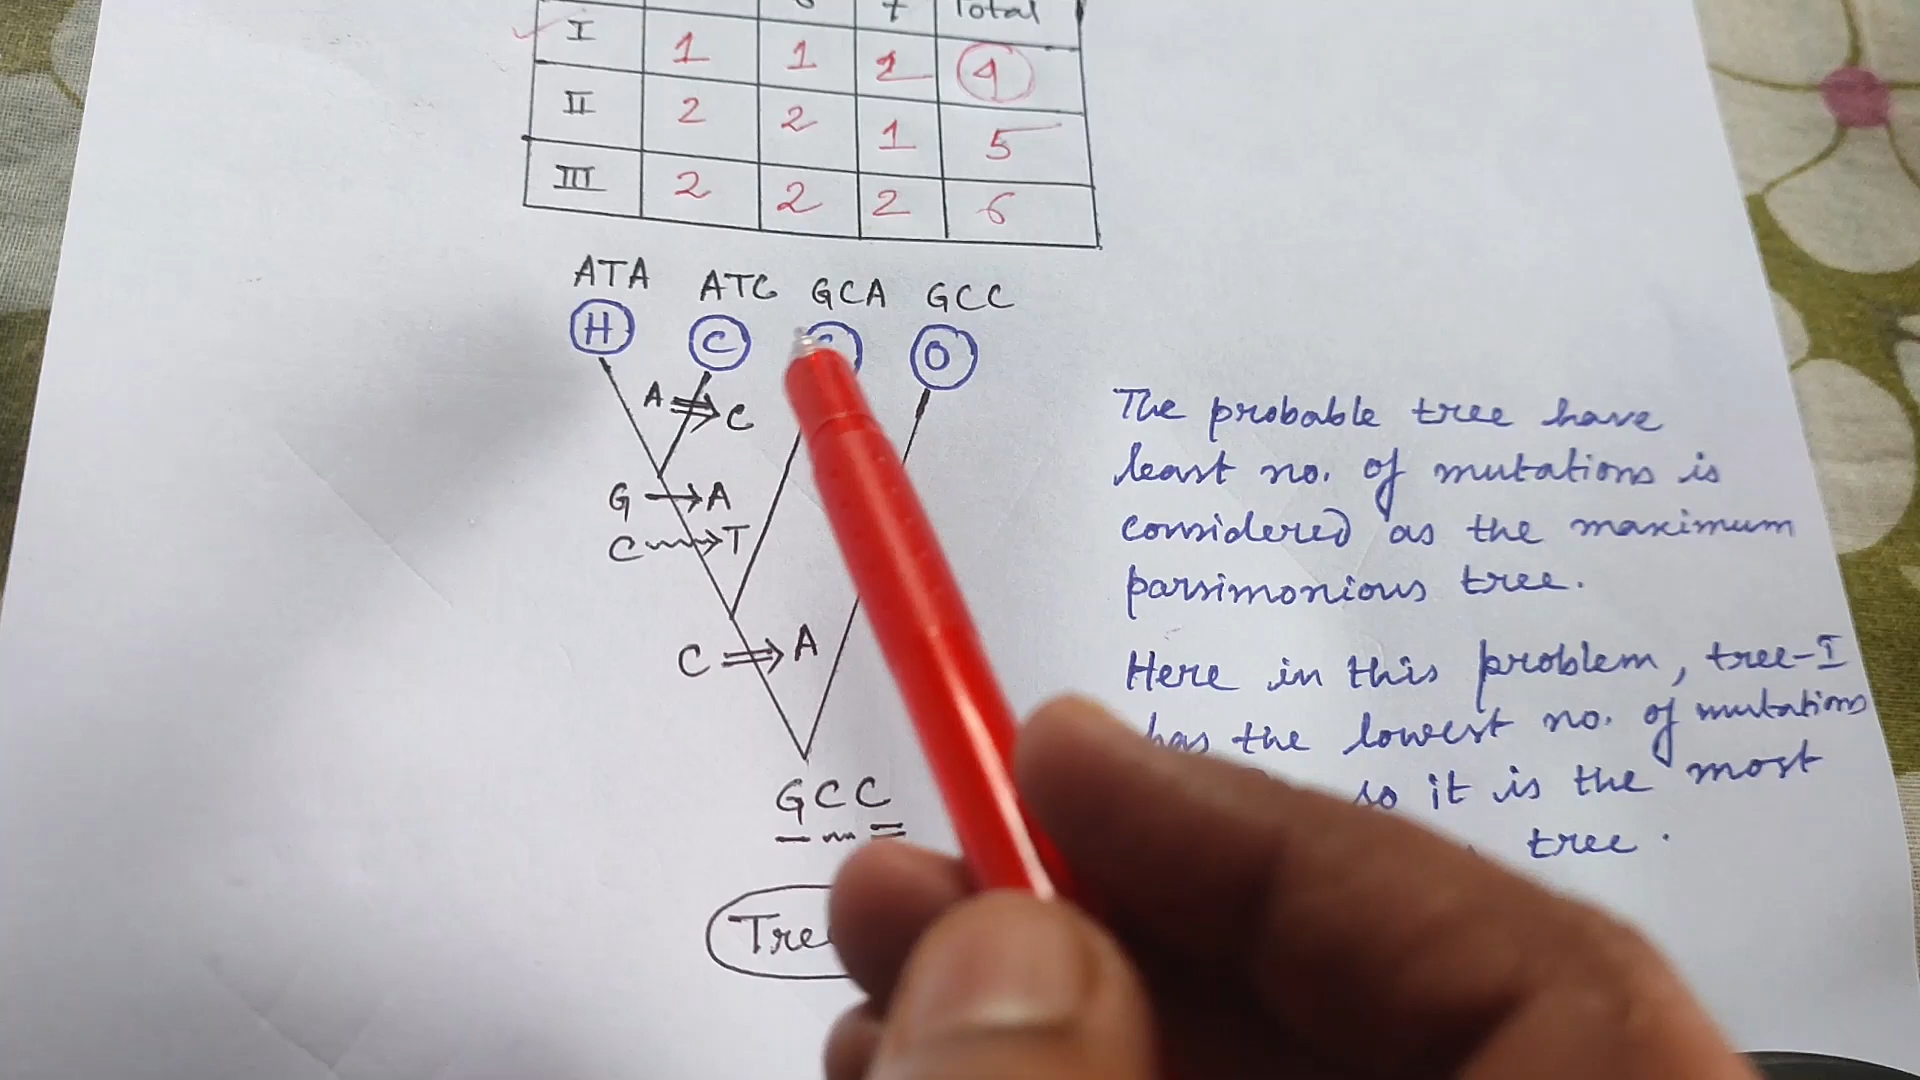 Total
I 1 1 2 4
II 2 2 1 5
III 2 2 2 6
ATA ATC GCA GCC
H C O
A C
G A
C T
C A
GCC
The probable tree have
least no. of mutations is
considered as the maximum
parsimonious tree.
Here in this problem, tree-I
has the lowest no. of mutations
so it is the most
tree.